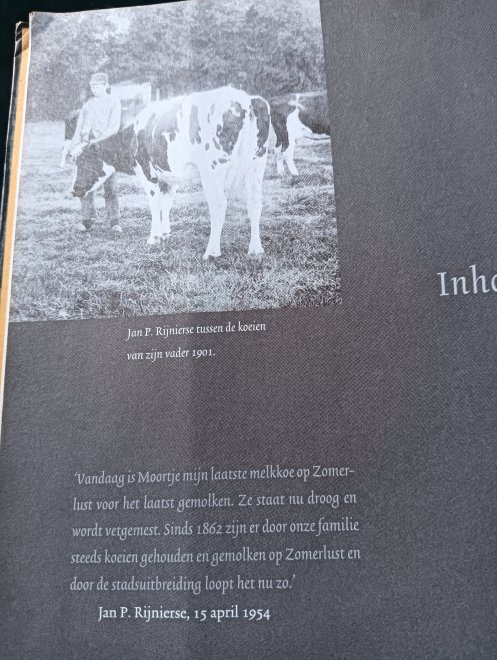 Jan P. Rijnierse tussen de koeien
van zijn vader 1901.
Inho
'Vandaag is Moortje mijn laatste melkkoe op Zomer-
lust voor het laatst gemolken. Ze staat nu droog en
wordt vetgemest. Sinds 1862 zijn er door onze familie
steeds koeien gehouden en gemolken op Zomerlust en
door de stadsuitbreiding loopt het nu zo.'
Jan P. Rijnierse, 15 april 1954